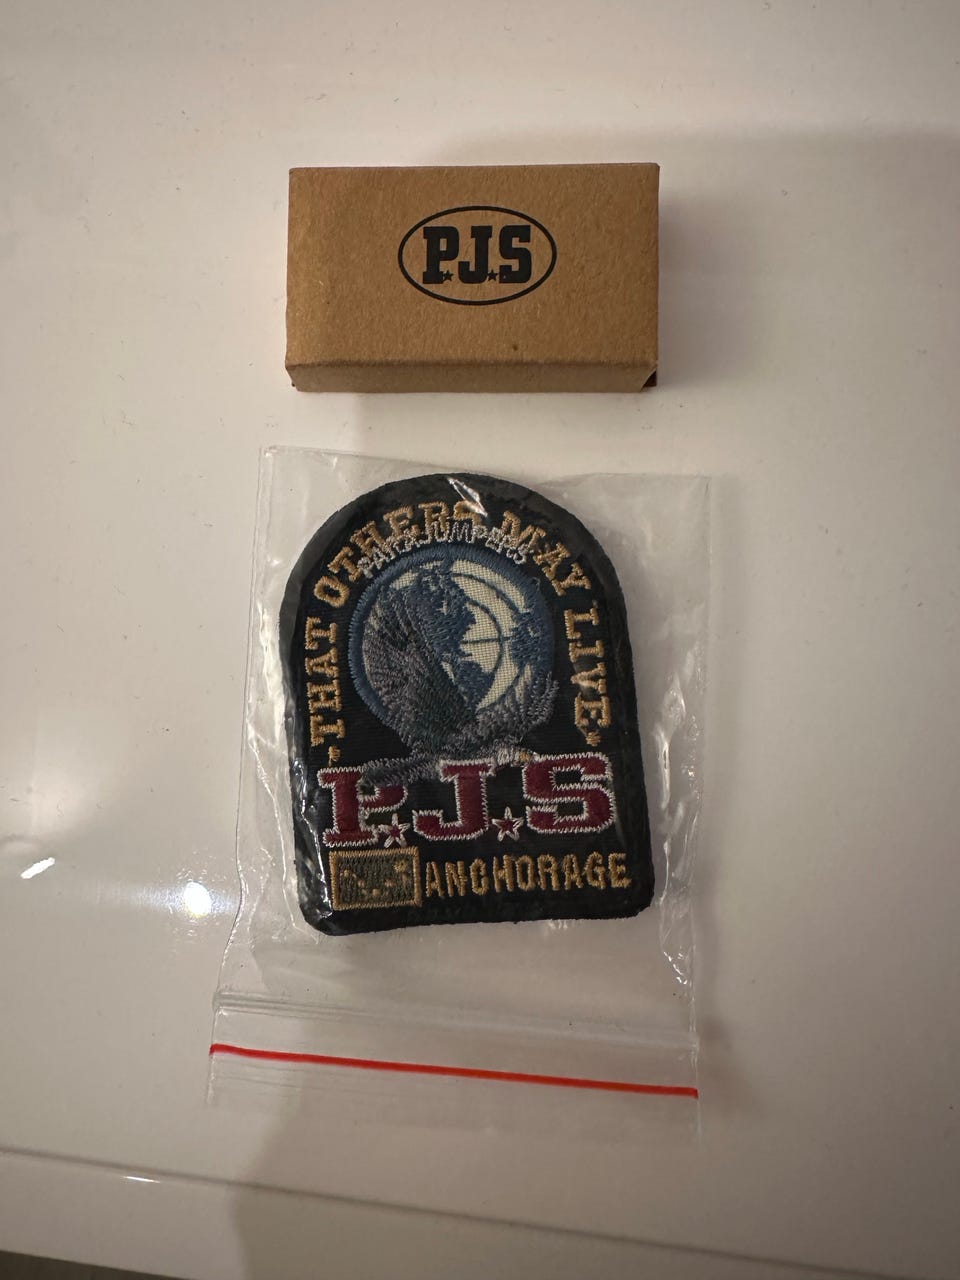 P.J.S
"THAT OTHERS MAY LIVE"
PARAJUMPERS
P.J.S
ANCHORAGE